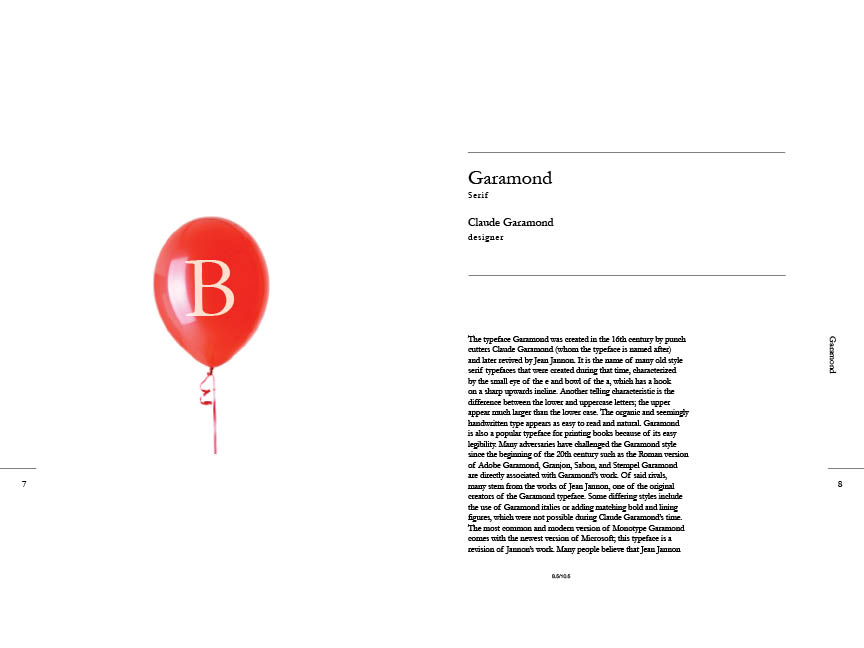 B
7
Garamond
Serif
Claude Garamond
designer
The typeface Garamond was created in the 16th century by punch
cutters Claude Garamond (whom the typeface is named after)
and later revived by Jean Jannon. It is the name of many old style
serif typefaces that were created during that time, characterized
by the small eye of the e and bowl of the a, which has a hook
on a sharp upwards incline. Another telling characteristic is the
difference between the lower and uppercase letters; the upper
appear much larger than the lower case. The organic and seemingly
handwritten type appears as easy to read and natural. Garamond
is also a popular typeface for printing books because of its easy
legibility. Many adversaries have challenged the Garamond style
since the beginning of the 20th century such as the Roman version
of Adobe Garamond, Granjon, Sabon, and Stempel Garamond
are directly associated with Garamond's work. Of said rivals,
many stem from the works of Jean Jannon, one of the original
creators of the Garamond typeface. Some differing styles include
the use of Garamond italics or adding matching bold and lining
figures, which were not possible during Claude Garamond's time.
The most common and modern version of Monotype Garamond
comes with the newest version of Microsoft; this typeface is a
revision of Jannon's work. Many people believe that Jean Jannon
9.5/10.5
Garamond
8